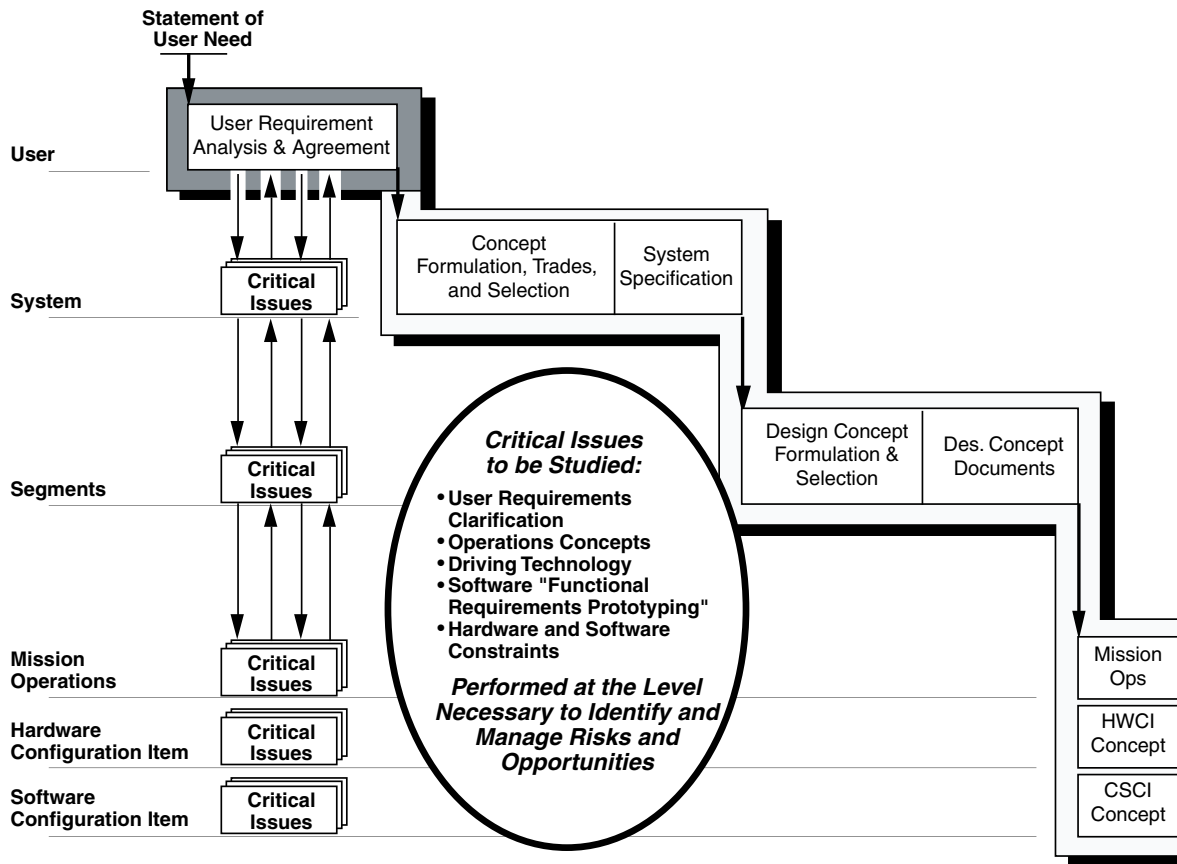 Statement of
User Need
User Requirement
Analysis & Agreement
User
Concept
Formulation, Trades,
and Selection
System
Specification
Critical
Issues
System
Design Concept
Formulation &
Selection
Des. Concept
Documents
Critical
Issues
Segments
Critical Issues
to be Studied:
• User Requirements
Clarification
• Operations Concepts
• Driving Technology
• Software "Functional
Requirements Prototyping"
• Hardware and Software
Constraints
Performed at the Level
Necessary to Identify and
Manage Risks and
Opportunities
Mission
Operations
Critical
Issues
Mission
Ops
Hardware
Configuration Item
Critical
Issues
HWCI
Concept
Software
Configuration Item
Critical
Issues
CSCI
Concept